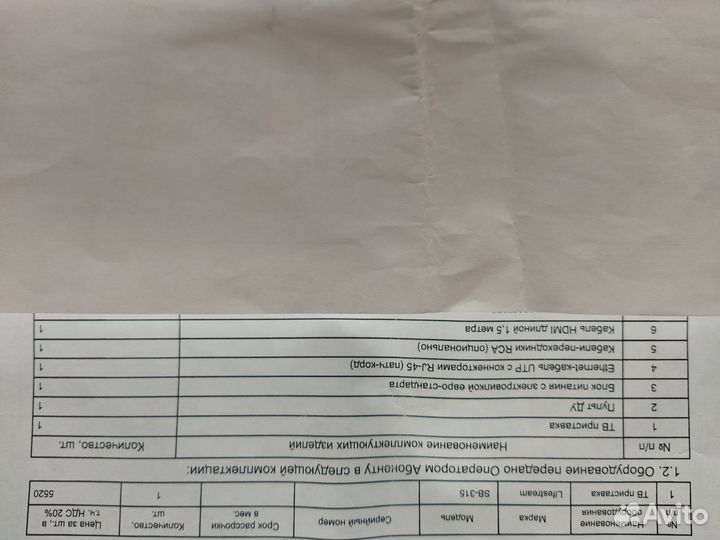 № п/п Наименование оборудования Марка Модель Серийный номер Срок рассрочки в мес. Количество, шт. Цена за шт., в т.ч. НДС 20%
1 ТВ приставка Lifestream SB-315 1 5520
1.2. Оборудование передано Оператором Абоненту в следующей комплектации:
№ п/п Наименование комплектующих изделий Количество, шт.
1 ТВ приставка 1
2 Пульт ДУ 1
3 Блок питания с электровилкой евро-стандарта 1
4 Ethernet-кабель UTP с коннекторами RJ-45 (патч-корд) 1
5 Кабели-переходники RCA (опционально) 1
6 Кабель HDMI длиной 1,5 метра 1
Avito